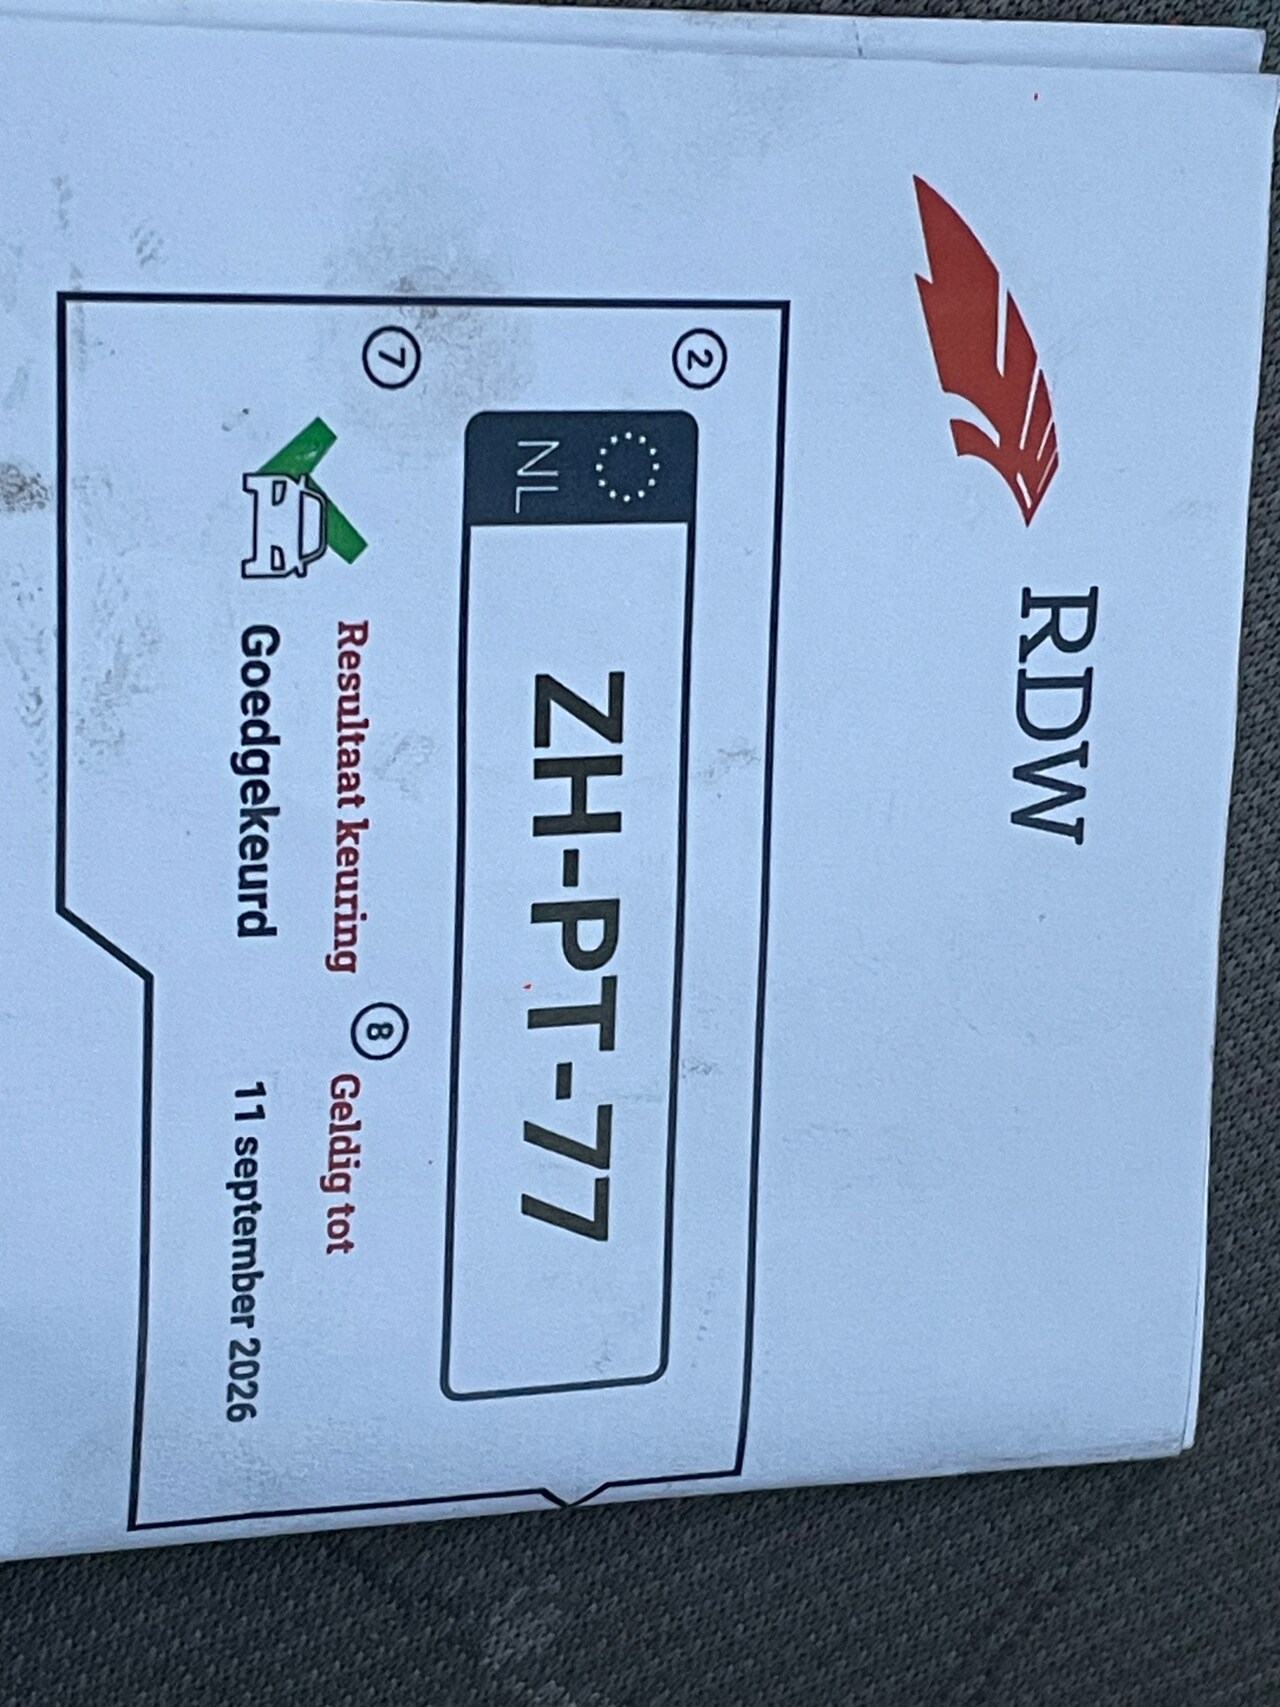 RDW
2
NL
ZH-PT-77
7
Resultaat keuring
8
Geldig tot
Goedgekeurd
11 september 2026